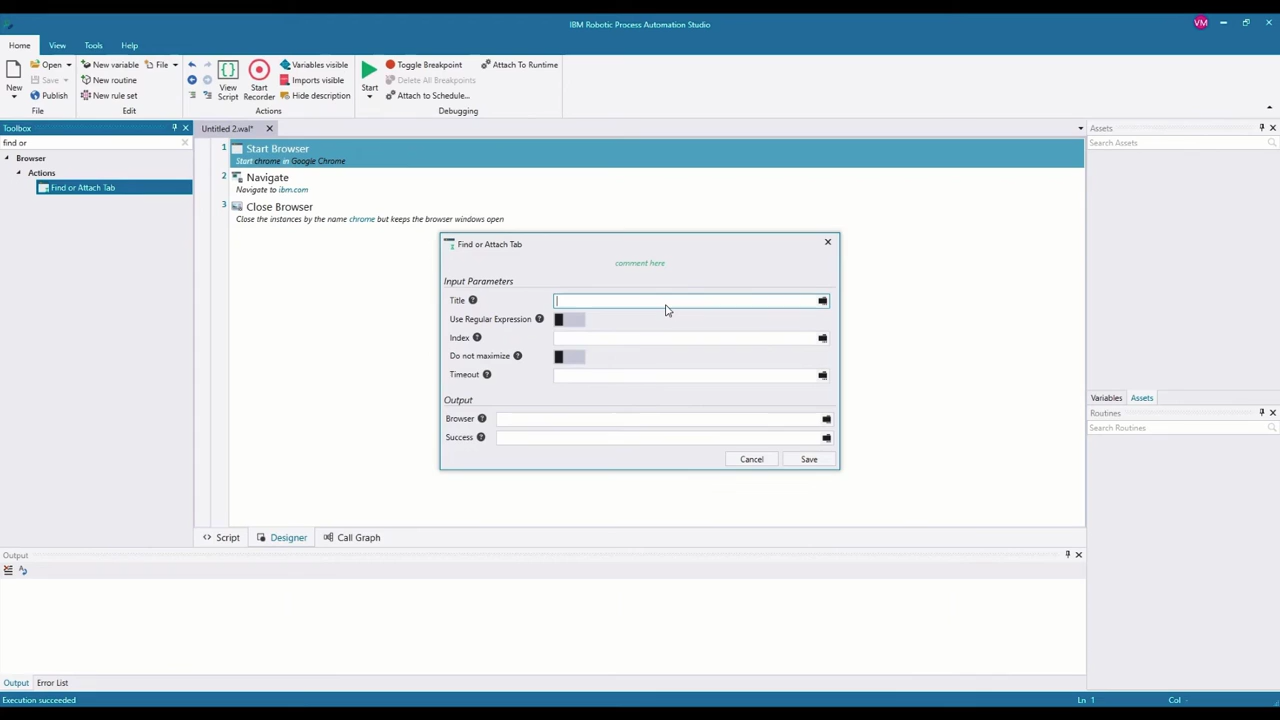 IBM Robotic Process Automation Studio
VM
Home View Tools Help
New
Open
Save
Publish
File
New variable
New routine
New rule set
File
Edit
View Script
Start Recorder
Variables visible
Imports visible
Hide description
Actions
Start
Toggle Breakpoint
Delete All Breakpoints
Attach to Schedule...
Attach To Runtime
Debugging
Toolbox
find or
Browser
Actions
Find or Attach Tab
Untitled 2.wal*
1 Start Browser
Start chrome in Google Chrome
2 Navigate
Navigate to ibm.com
3 Close Browser
Close the instances by the name chrome but keeps the browser windows open
Find or Attach Tab
comment here
Input Parameters
Title
Use Regular Expression
Index
Do not maximize
Timeout
Output
Browser
Success
Cancel Save
Script Designer Call Graph
Assets
Search Assets
Variables Assets
Routines
Search Routines
Output
Output Error List
Execution succeeded
Ln 1 Col -